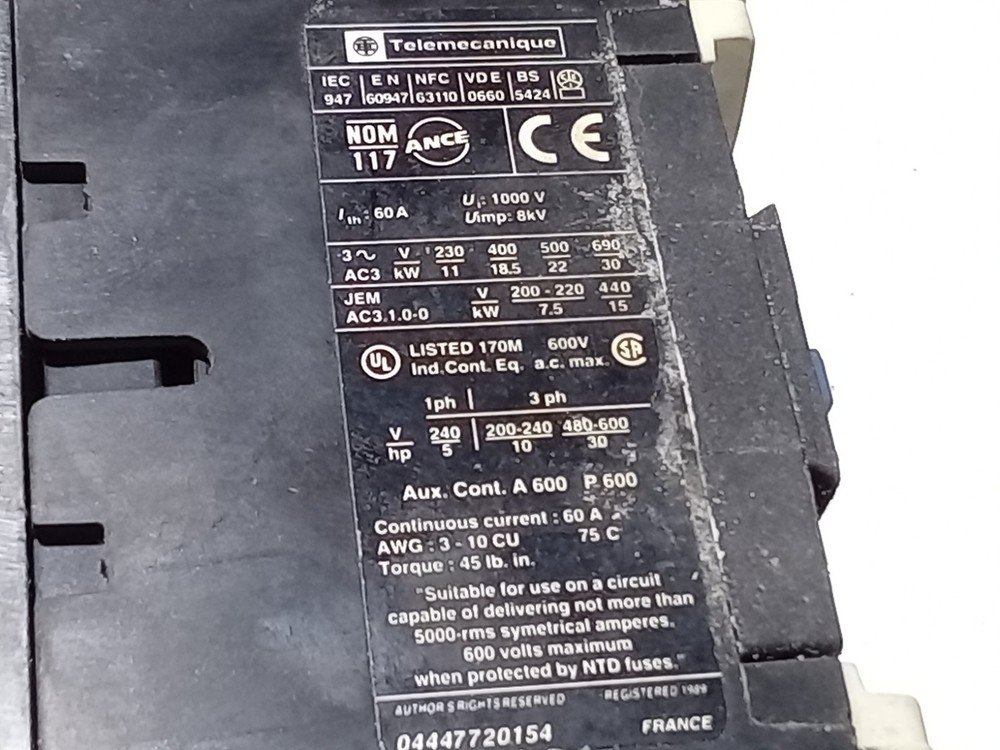 Telemecanique
IEC EN NFC VDE BS
947 60947 63110 0660 5424
NOM ANCE CE
117
Ith : 60A Ui : 1000 V
Uimp: 8kV
3~ V 230 400 500 690
AC3 kW 11 18.5 22 30
JEM V 200 - 220 440
AC3.1.0-0 kW 7.5 15
UL LISTED 170M 600V SA
Ind.Cont. Eq. a.c. max.
1ph 3 ph
V 240 200-240 480-600
hp 5 10 30
Aux. Cont. A 600 P 600
Continuous current : 60 A
AWG : 3 - 10 CU 75 C
Torque : 45 lb. in.
"Suitable for use on a circuit
capable of delivering not more than
5000-rms symetrical amperes.
600 volts maximum
when protected by NTD fuses."
AUTHORS RIGHTS RESERVED REGISTERED 1989
04447720154 FRANCE